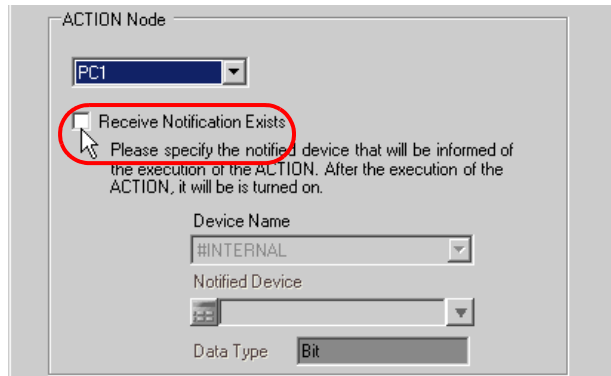 ACTION Node
PC1
Receive Notification Exists
Please specify the notified device that will be informed of
the execution of the ACTION. After the execution of the
ACTION, it will be is turned on.
Device Name
#INTERNAL
Notified Device
Data Type Bit